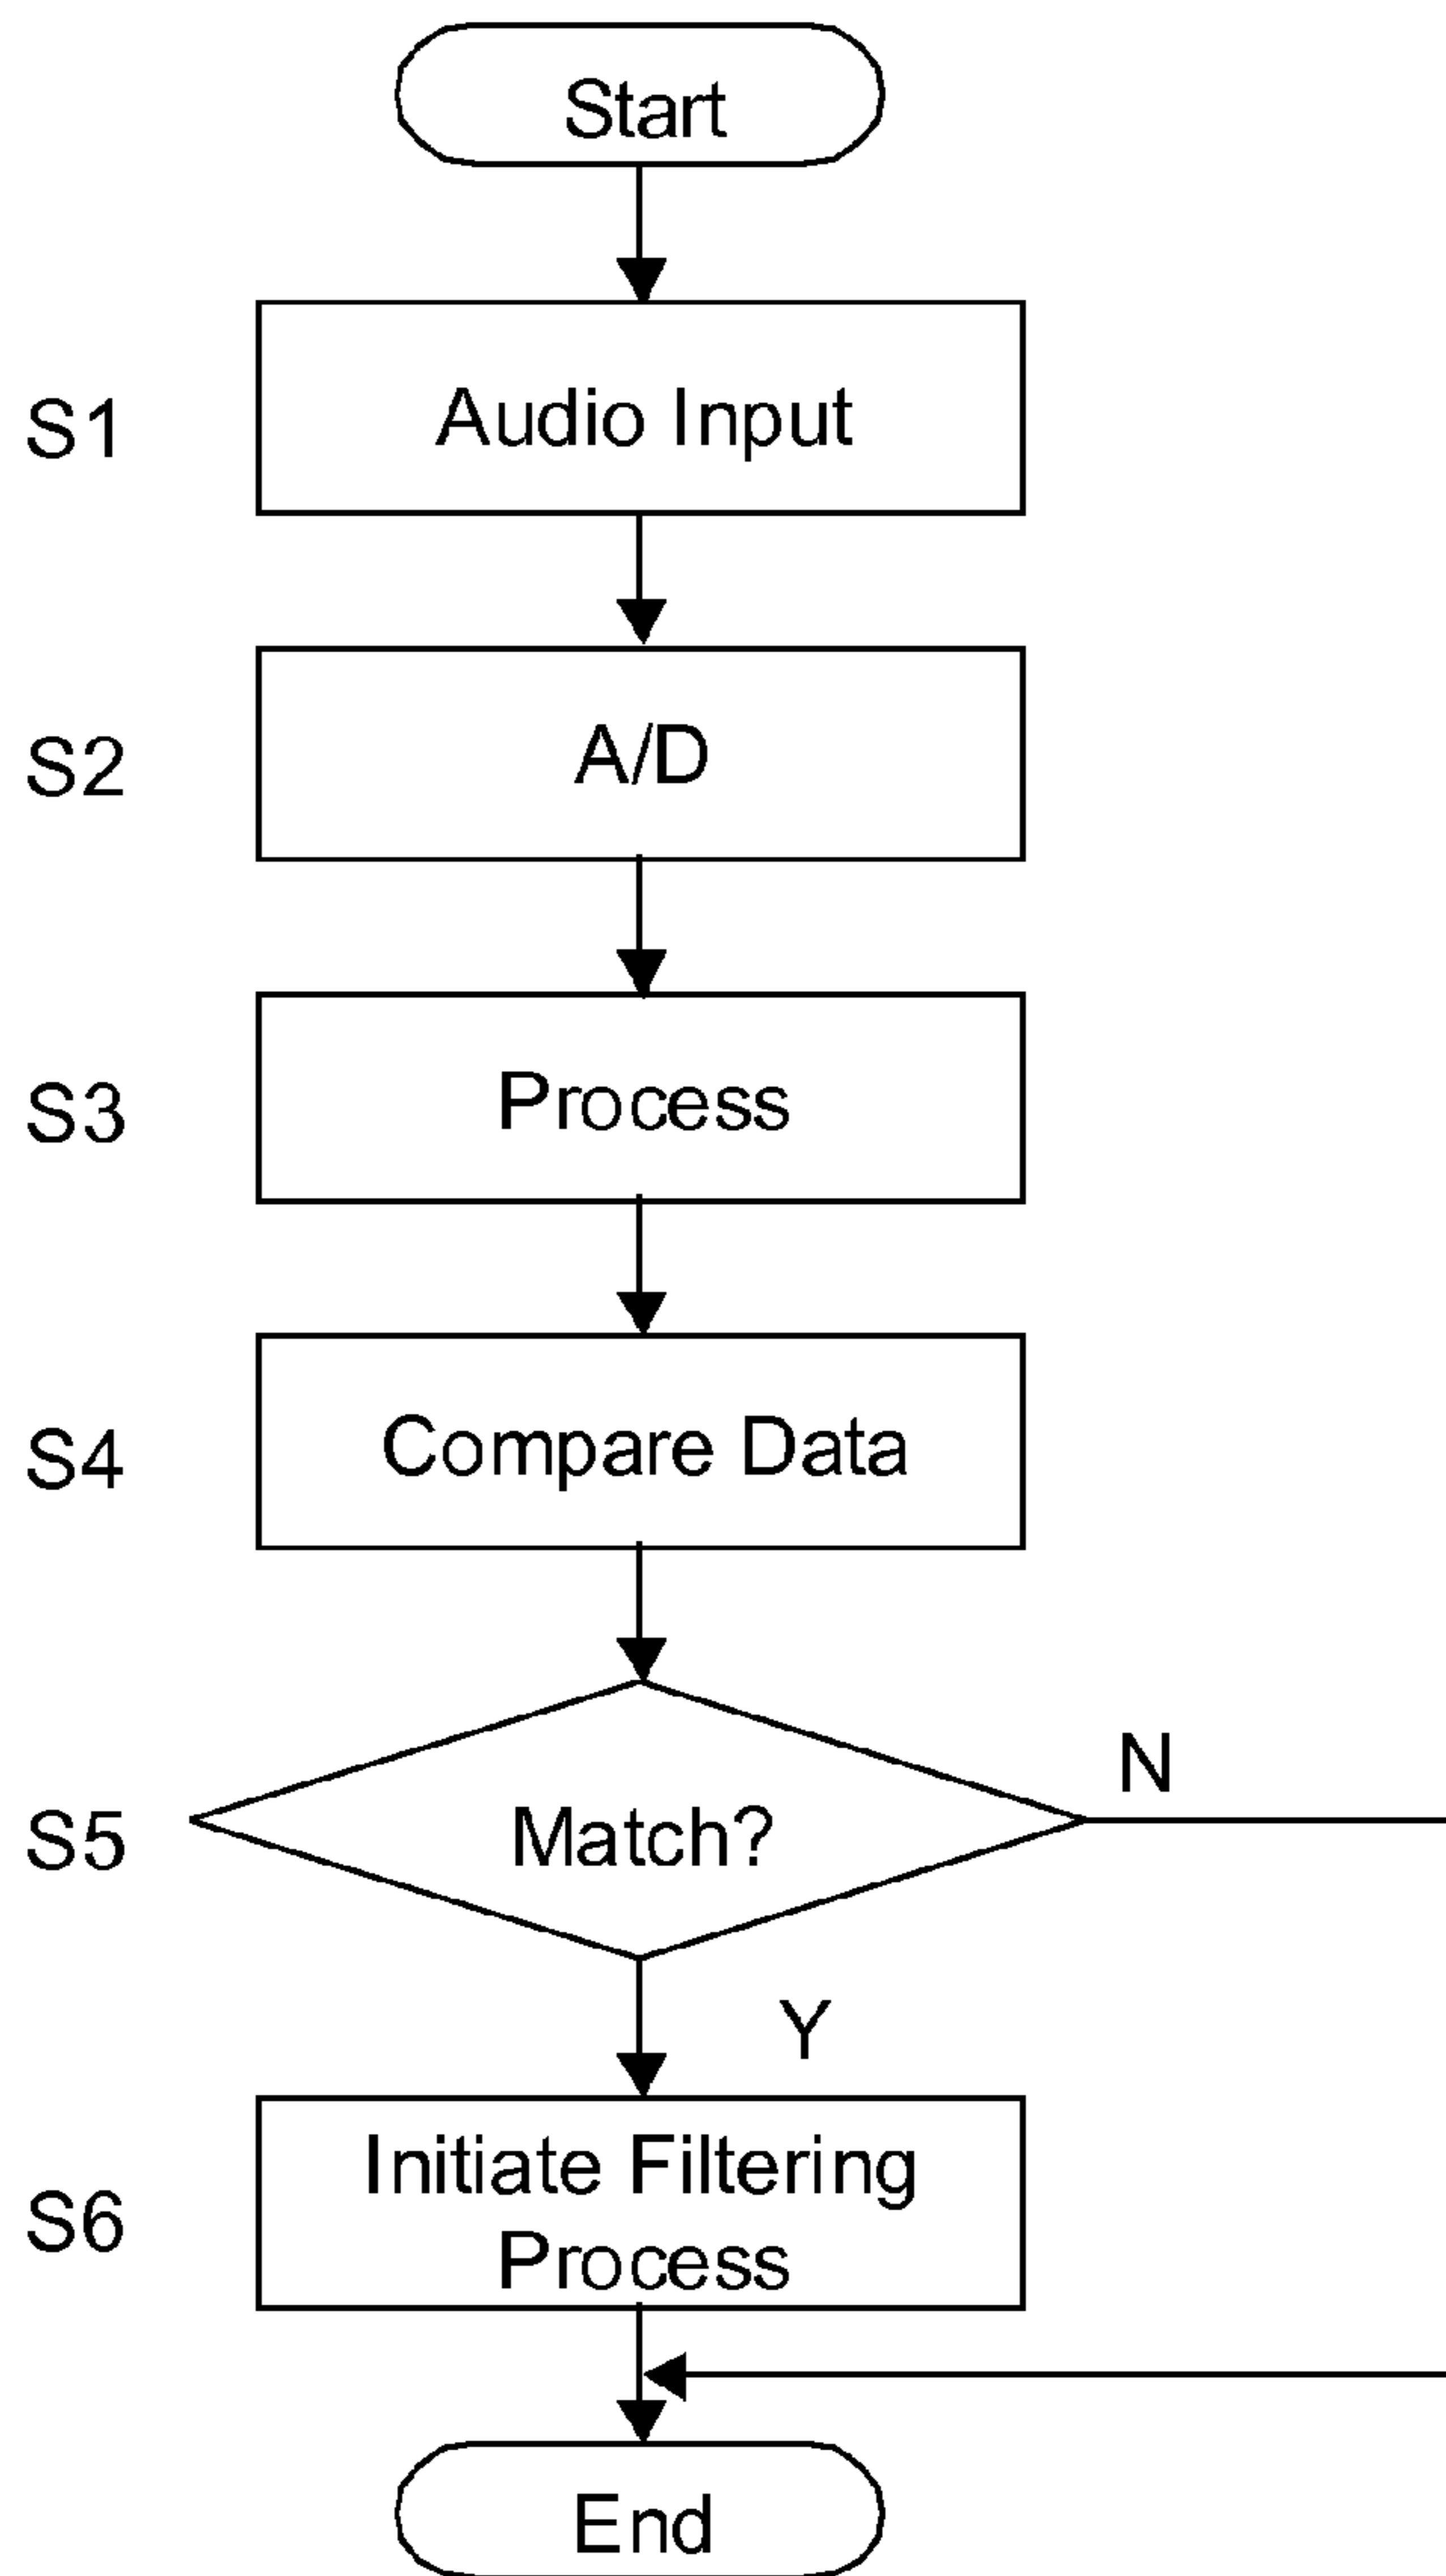 Start
S1
Audio Input
S2
A/D
S3
Process
S4
Compare Data
S5
Match?
N
Y
S6
Initiate Filtering
Process
End